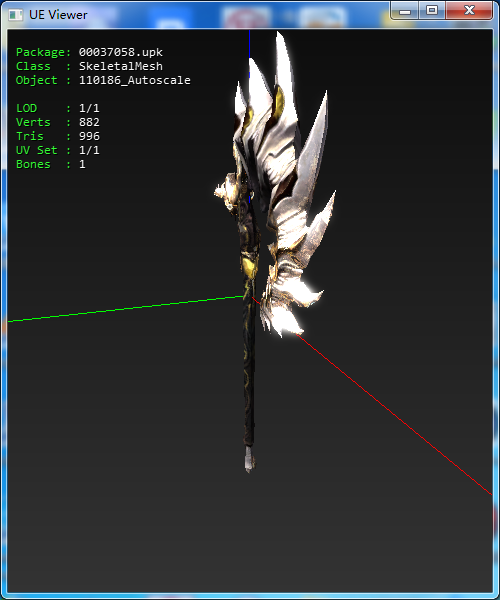 UE Viewer
Package: 00037058.upk
Class  : SkeletalMesh
Object : 110186_Autoscale
LOD    : 1/1
Verts  : 882
Tris   : 996
UV Set : 1/1
Bones  : 1